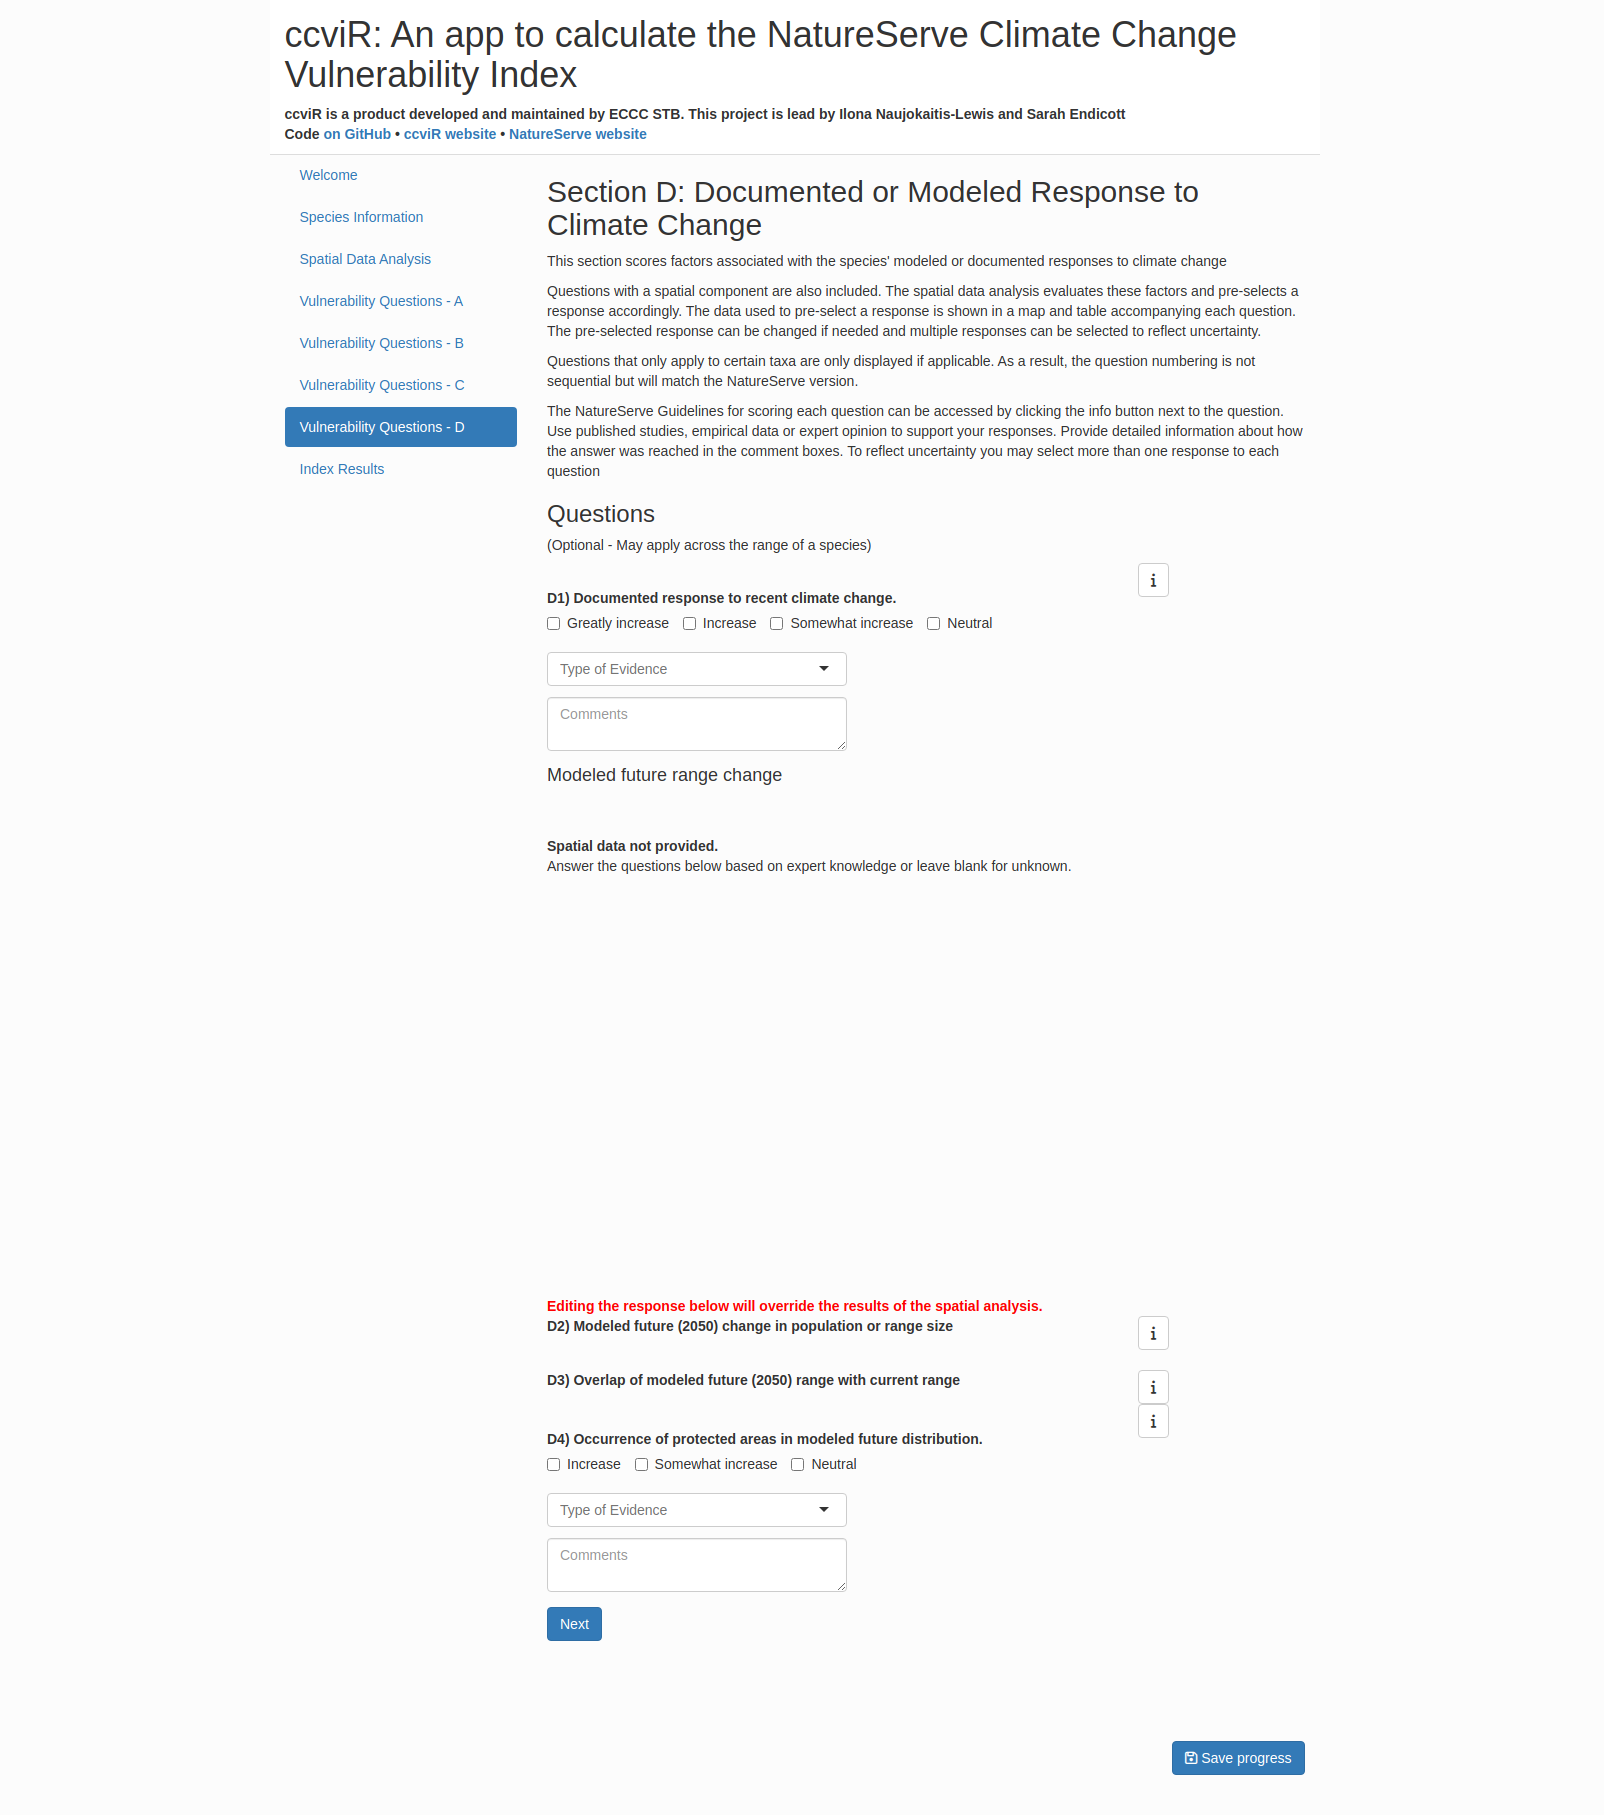 ccviR: An app to calculate the NatureServe Climate Change
Vulnerability Index
ccviR is a product developed and maintained by ECCC STB. This project is lead by Ilona Naujokaitis-Lewis and Sarah Endicott
Code on GitHub • ccviR website • NatureServe website
Welcome
Species Information
Spatial Data Analysis
Vulnerability Questions - A
Vulnerability Questions - B
Vulnerability Questions - C
Vulnerability Questions - D
Index Results
Section D: Documented or Modeled Response to
Climate Change
This section scores factors associated with the species' modeled or documented responses to climate change
Questions with a spatial component are also included. The spatial data analysis evaluates these factors and pre-selects a
response accordingly. The data used to pre-select a response is shown in a map and table accompanying each question.
The pre-selected response can be changed if needed and multiple responses can be selected to reflect uncertainty.
Questions that only apply to certain taxa are only displayed if applicable. As a result, the question numbering is not
sequential but will match the NatureServe version.
The NatureServe Guidelines for scoring each question can be accessed by clicking the info button next to the question.
Use published studies, empirical data or expert opinion to support your responses. Provide detailed information about how
the answer was reached in the comment boxes. To reflect uncertainty you may select more than one response to each
question
Questions
(Optional - May apply across the range of a species)
D1) Documented response to recent climate change.
Greatly increase Increase Somewhat increase Neutral
Type of Evidence
Comments
Modeled future range change
Spatial data not provided.
Answer the questions below based on expert knowledge or leave blank for unknown.
Editing the response below will override the results of the spatial analysis.
D2) Modeled future (2050) change in population or range size
D3) Overlap of modeled future (2050) range with current range
D4) Occurrence of protected areas in modeled future distribution.
Increase Somewhat increase Neutral
Type of Evidence
Comments
Next
Save progress